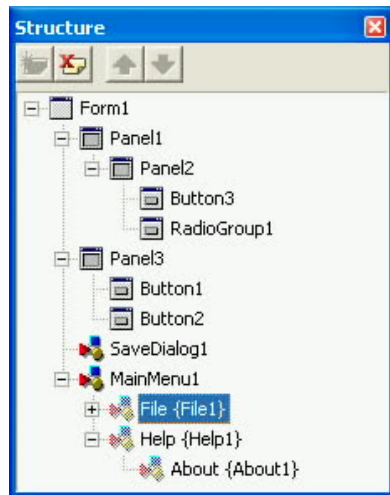 Structure
Form1
Panel1
Panel2
Button3
RadioGroup1
Panel3
Button1
Button2
SaveDialog1
MainMenu1
File {File1}
Help {Help1}
About {About1}